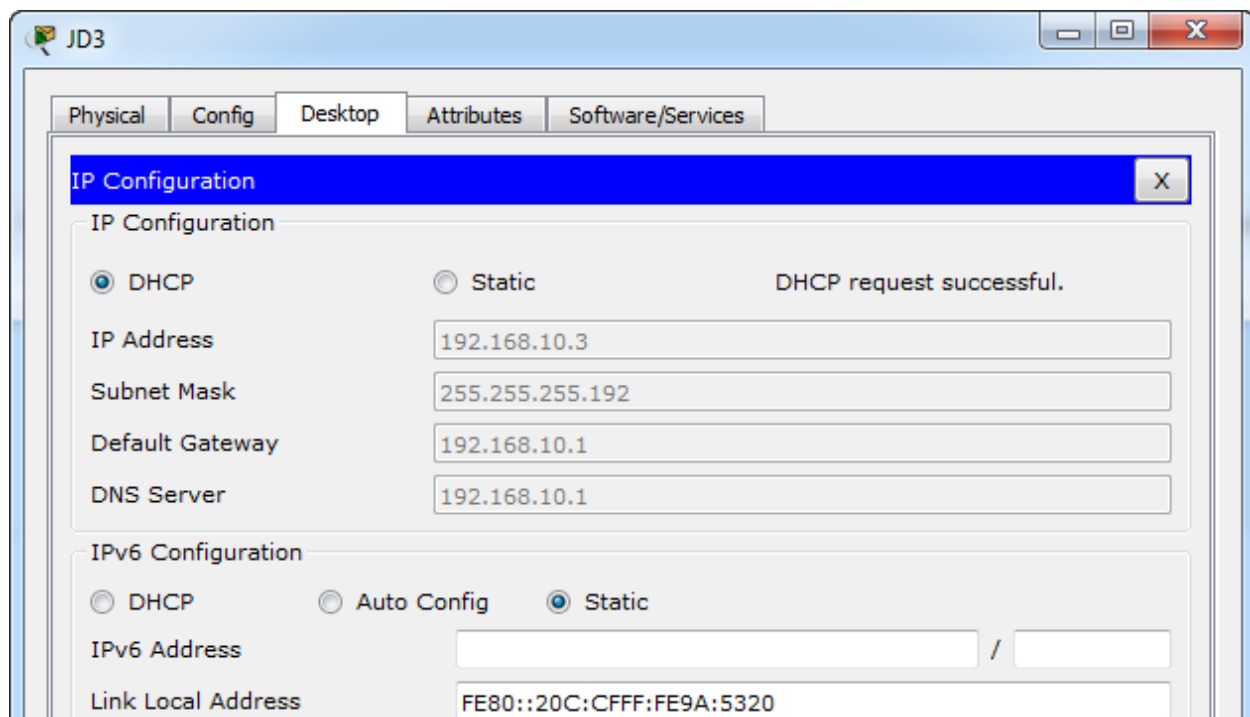 JD3
Physical Config Desktop Attributes Software/Services
IP Configuration X
IP Configuration
DHCP Static DHCP request successful.
IP Address 192.168.10.3
Subnet Mask 255.255.255.192
Default Gateway 192.168.10.1
DNS Server 192.168.10.1
IPv6 Configuration
DHCP Auto Config Static
IPv6 Address /
Link Local Address FE80::20C:CFFF:FE9A:5320